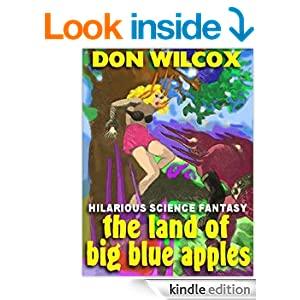 Look inside
DON WILCOX
HILARIOUS SCIENCE FANTASY
the land of
big blue apples
kindle edition